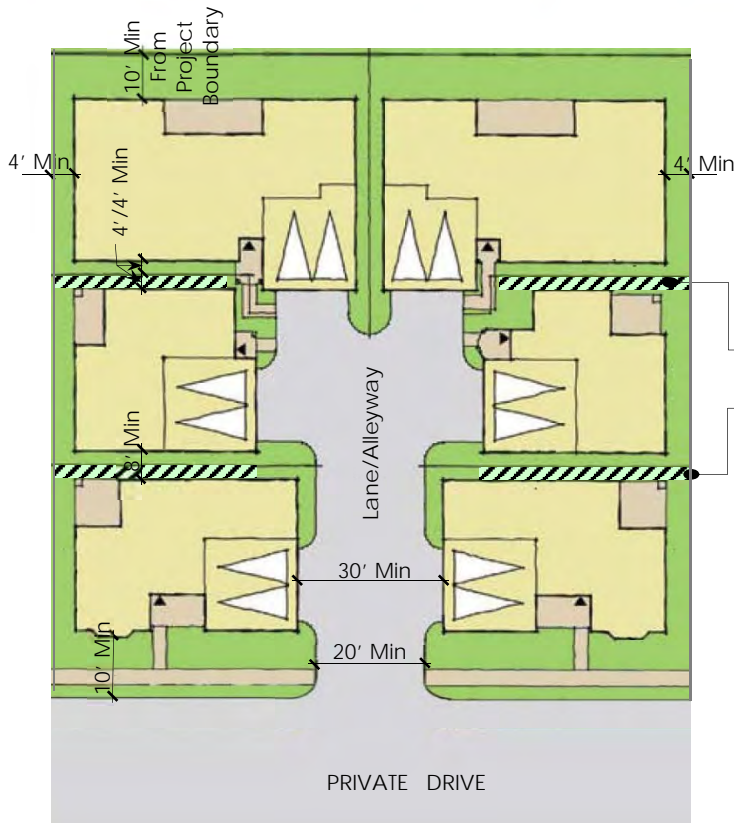 10' Min
From
Project
Boundary
4' Min
4'/4' Min
4' Min
Lane/Alleyway
8' Min
30' Min
20' Min
10' Min
PRIVATE DRIVE